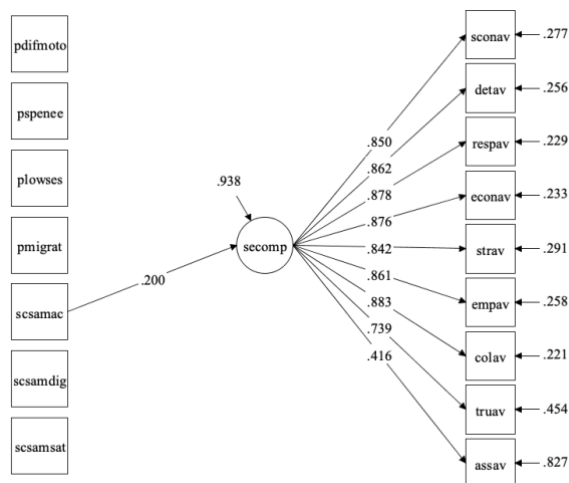 pdifmoto
pspenee
plowses
pmigrat
scsamac
scsamdig
scsamsat
.200
.938
secomp
.850
.862
.878
.876
.842
.861
.883
.739
.416
sconav
.277
detav
.256
respav
.229
econav
.233
strav
.291
empav
.258
colav
.221
truav
.454
assav
.827